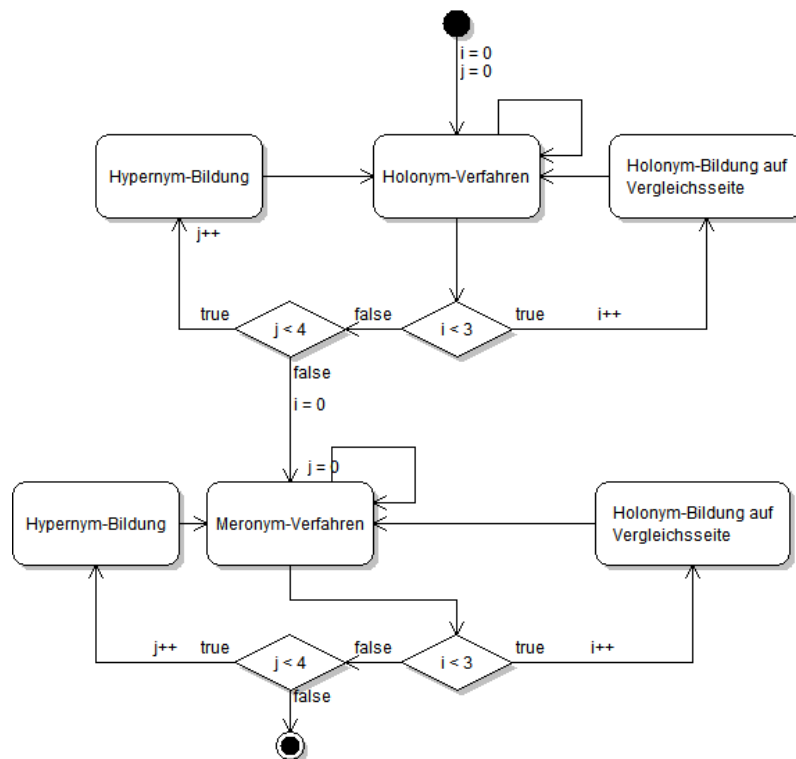 i = 0
j = 0
Hypernym-Bildung
Holonym-Verfahren
Holonym-Bildung auf
Vergleichsseite
j++
true
j < 4
false
i < 3
true
i++
false
i = 0
j = 0
Hypernym-Bildung
Meronym-Verfahren
Holonym-Bildung auf
Vergleichsseite
j++
true
j < 4
false
i < 3
true
i++
false